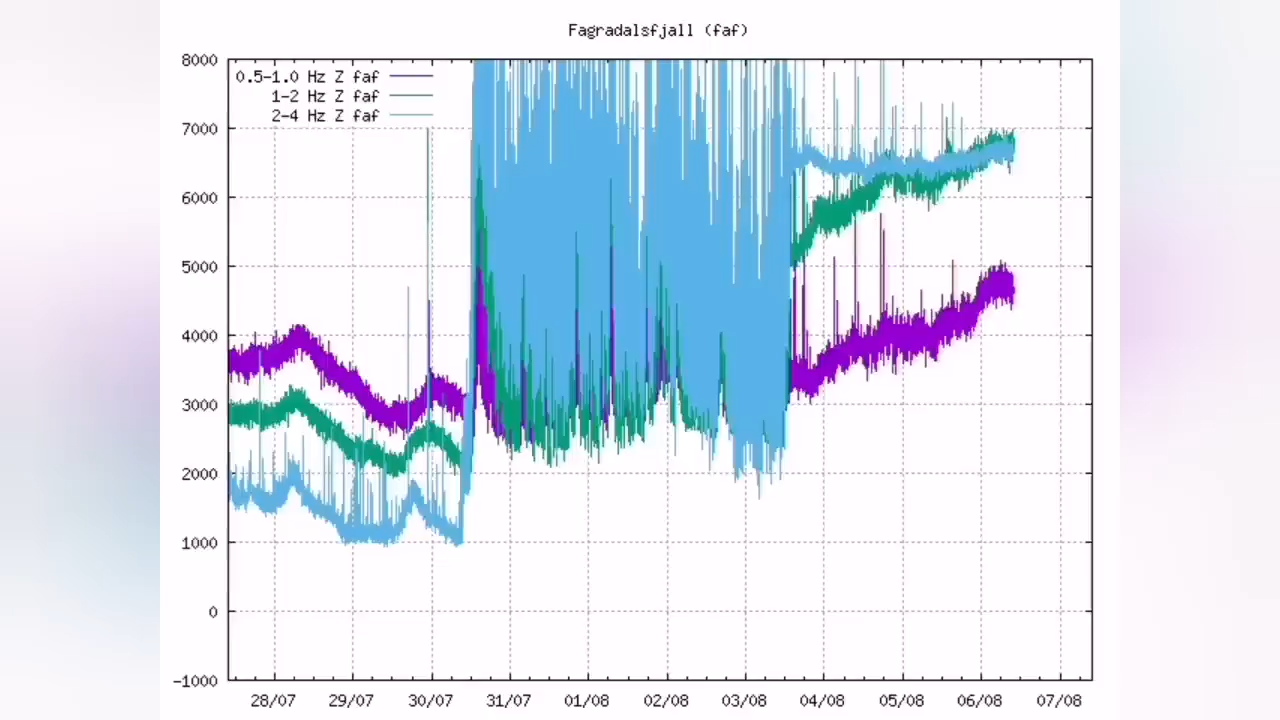 Fagradalsfjall (faf)
8000
0.5-1.0 Hz Z faf
1-2 Hz Z faf
2-4 Hz Z faf
7000
6000
5000
4000
3000
2000
1000
0
-1000
28/07 29/07 30/07 31/07 01/08 02/08 03/08 04/08 05/08 06/08 07/08